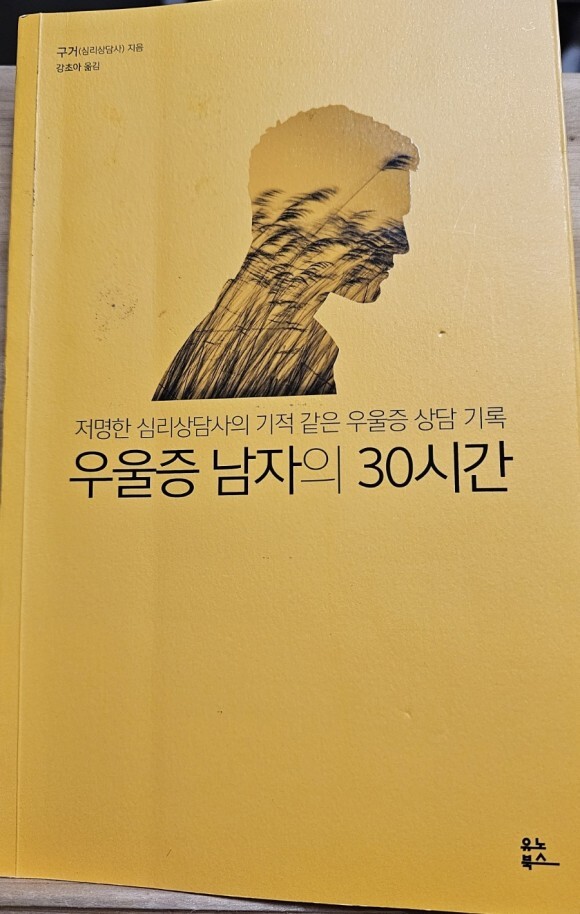 구거(심리상담사) 지음
강초아 옮김
저명한 심리상담사의 기적 같은 우울증 상담 기록
우울증 남자의 30시간
유노
북스